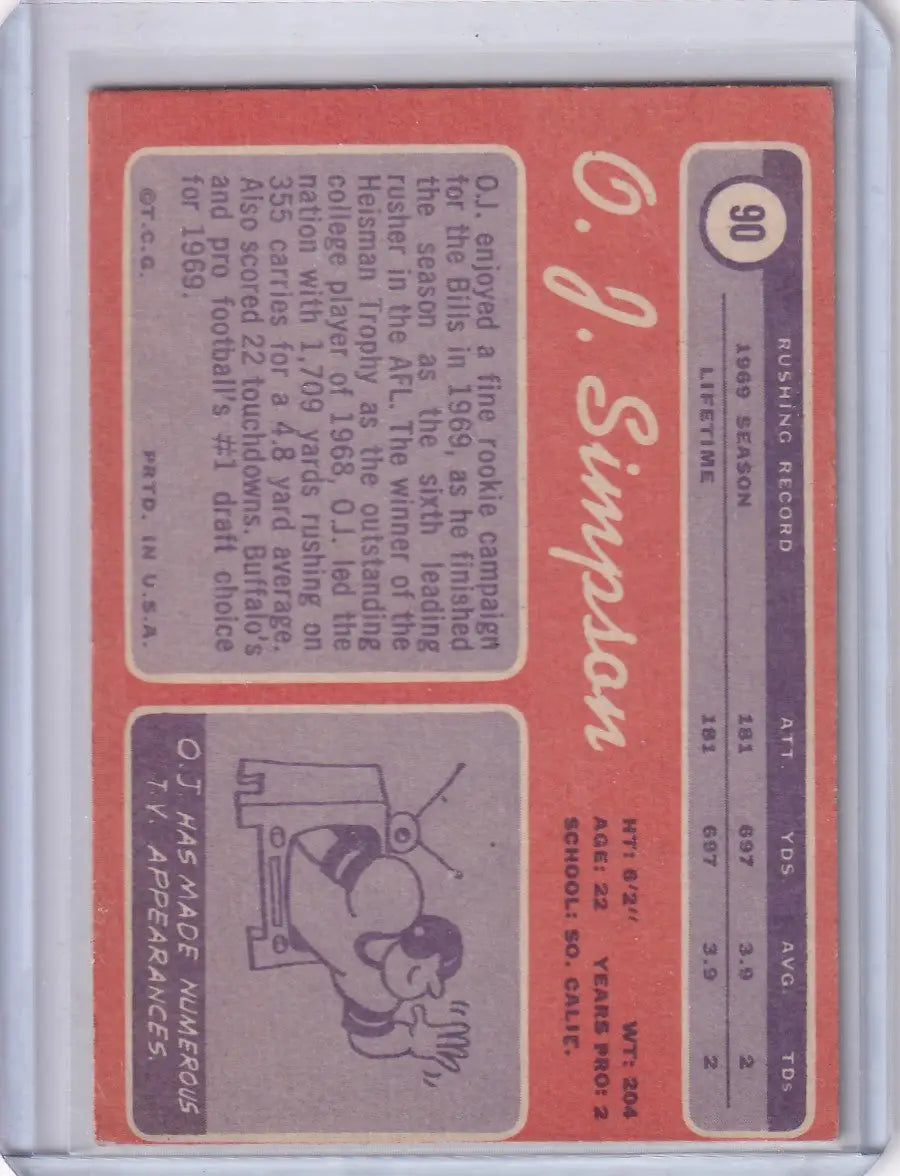 90
RUSHING RECORD ATT. YDS. AVG. TDs
1969 SEASON 181 697 3.9 2
LIFETIME 181 697 3.9 2
O. J. Simpson
HT: 6'2" WT: 204
AGE: 22 YEARS PRO: 2
SCHOOL: SO. CALIF.
O.J. enjoyed a fine rookie campaign
for the Bills in 1969, as he finished
the season as the sixth leading
rusher in the AFL. The winner of the
Heisman Trophy as the outstanding
college player of 1968, O.J. led the
nation with 1,709 yards rushing on
355 carries for a 4.8 yard average.
Also scored 22 touchdowns. Buffalo's
and pro football's #1 draft choice
for 1969.
©T.C.G. PRTD. IN U.S.A.
O.J HAS MADE NUMEROUS
T.V. APPEARANCES.